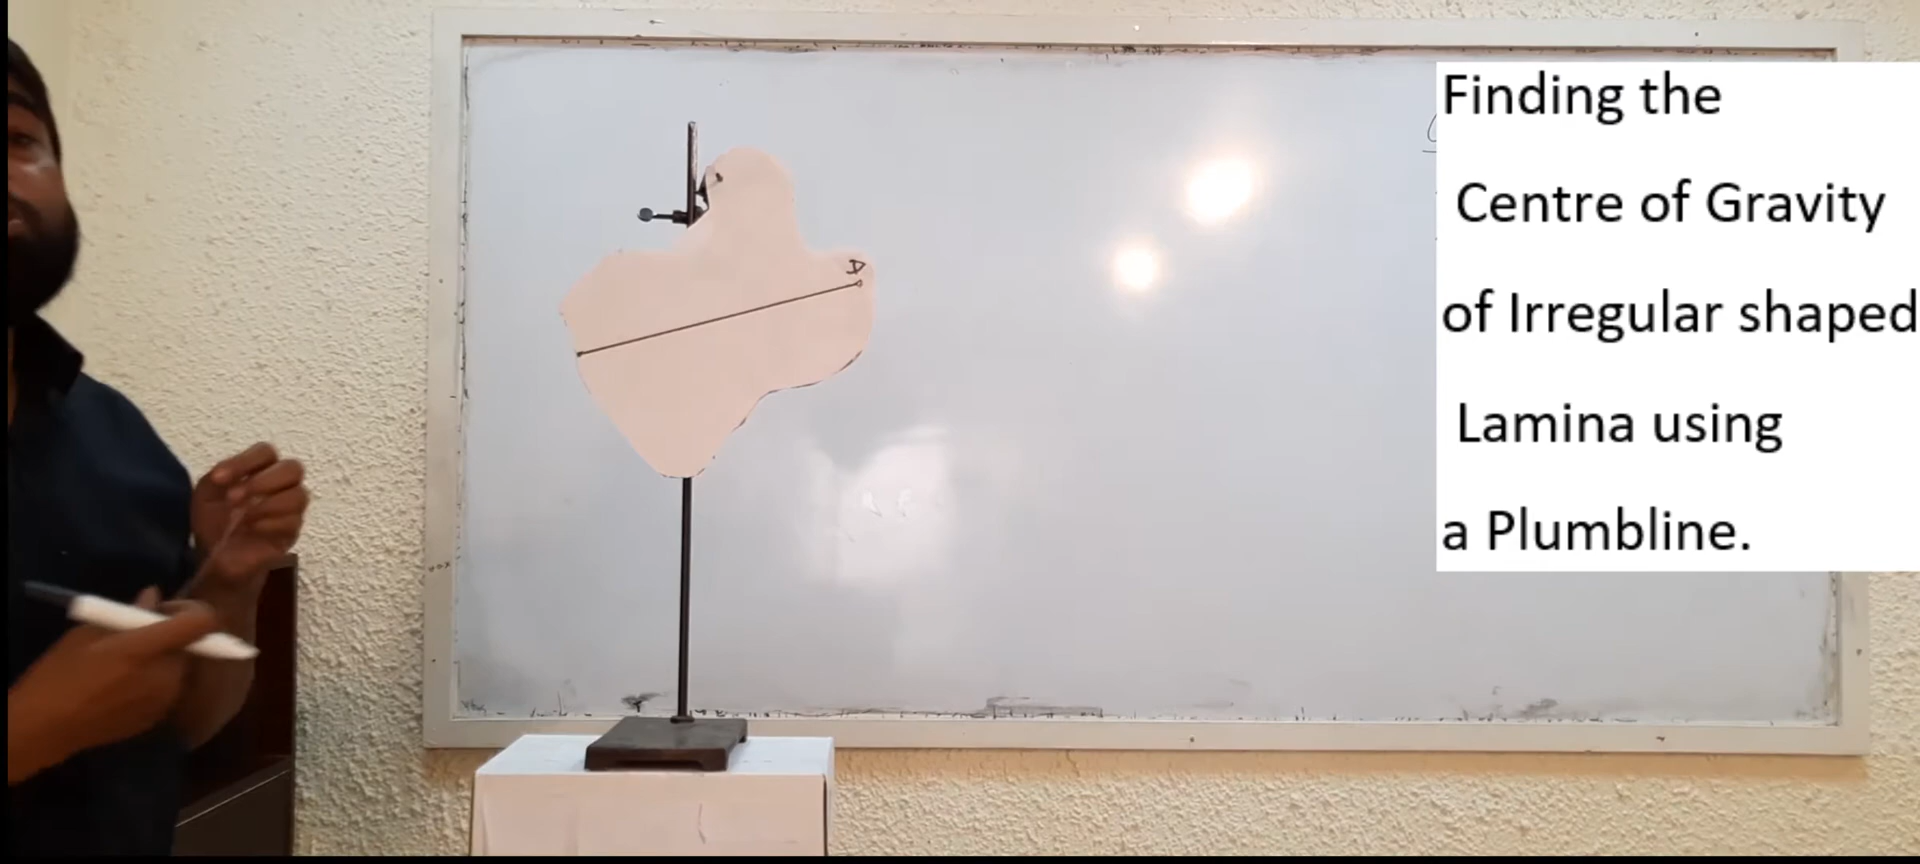 Finding the
Centre of Gravity
of Irregular shaped
Lamina using
a Plumbline.